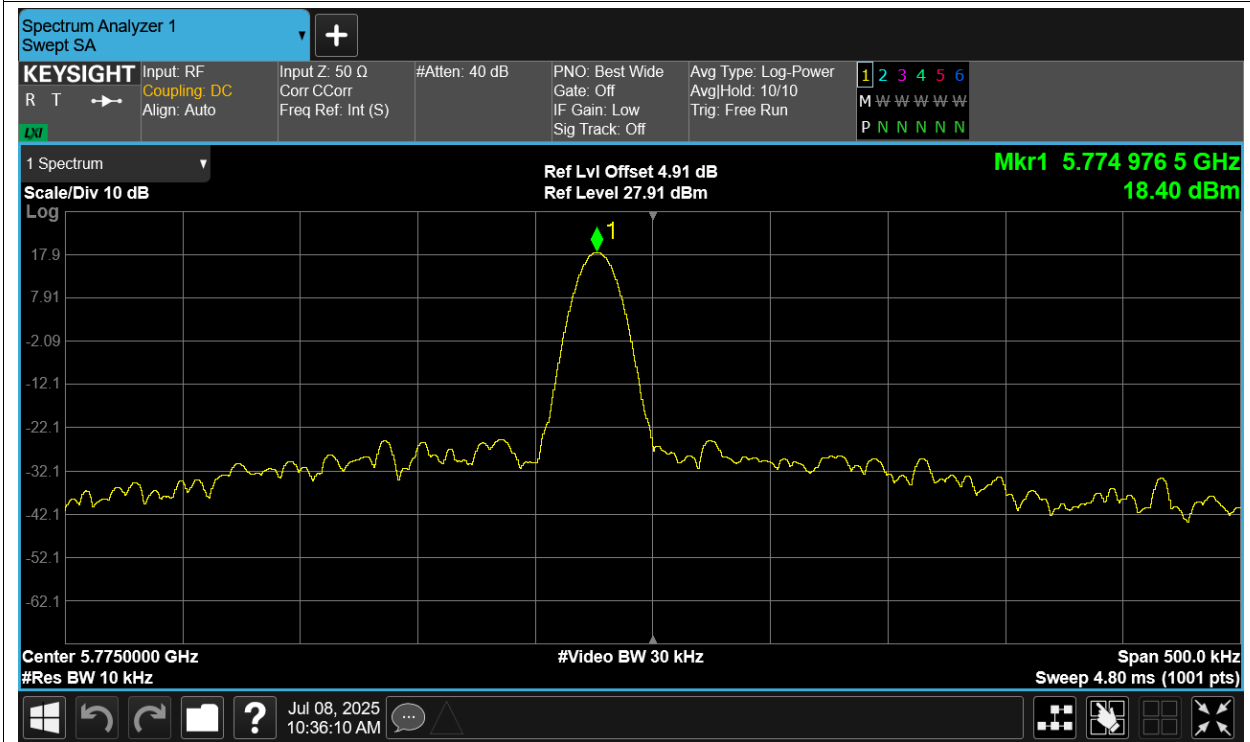 Spectrum Analyzer 1
Swept SA
KEYSIGHT
R T
LXI
Input: RF
Coupling: DC
Align: Auto
Input Z: 50 Ω
Corr CCorr
Freq Ref: Int (S)
#Atten: 40 dB
PNO: Best Wide
Gate: Off
IF Gain: Low
Sig Track: Off
Avg Type: Log-Power
Avg|Hold: 10/10
Trig: Free Run
1 2 3 4 5 6
M W W W W W
P N N N N N
1 Spectrum
Scale/Div 10 dB
Log
Ref Lvl Offset 4.91 dB
Ref Level 27.91 dBm
Mkr1 5.774 976 5 GHz
18.40 dBm
1
17.9
7.91
-2.09
-12.1
-22.1
-32.1
-42.1
-52.1
-62.1
Center 5.7750000 GHz
#Res BW 10 kHz
#Video BW 30 kHz
Span 500.0 kHz
Sweep 4.80 ms (1001 pts)
?
Jul 08, 2025
10:36:10 AM